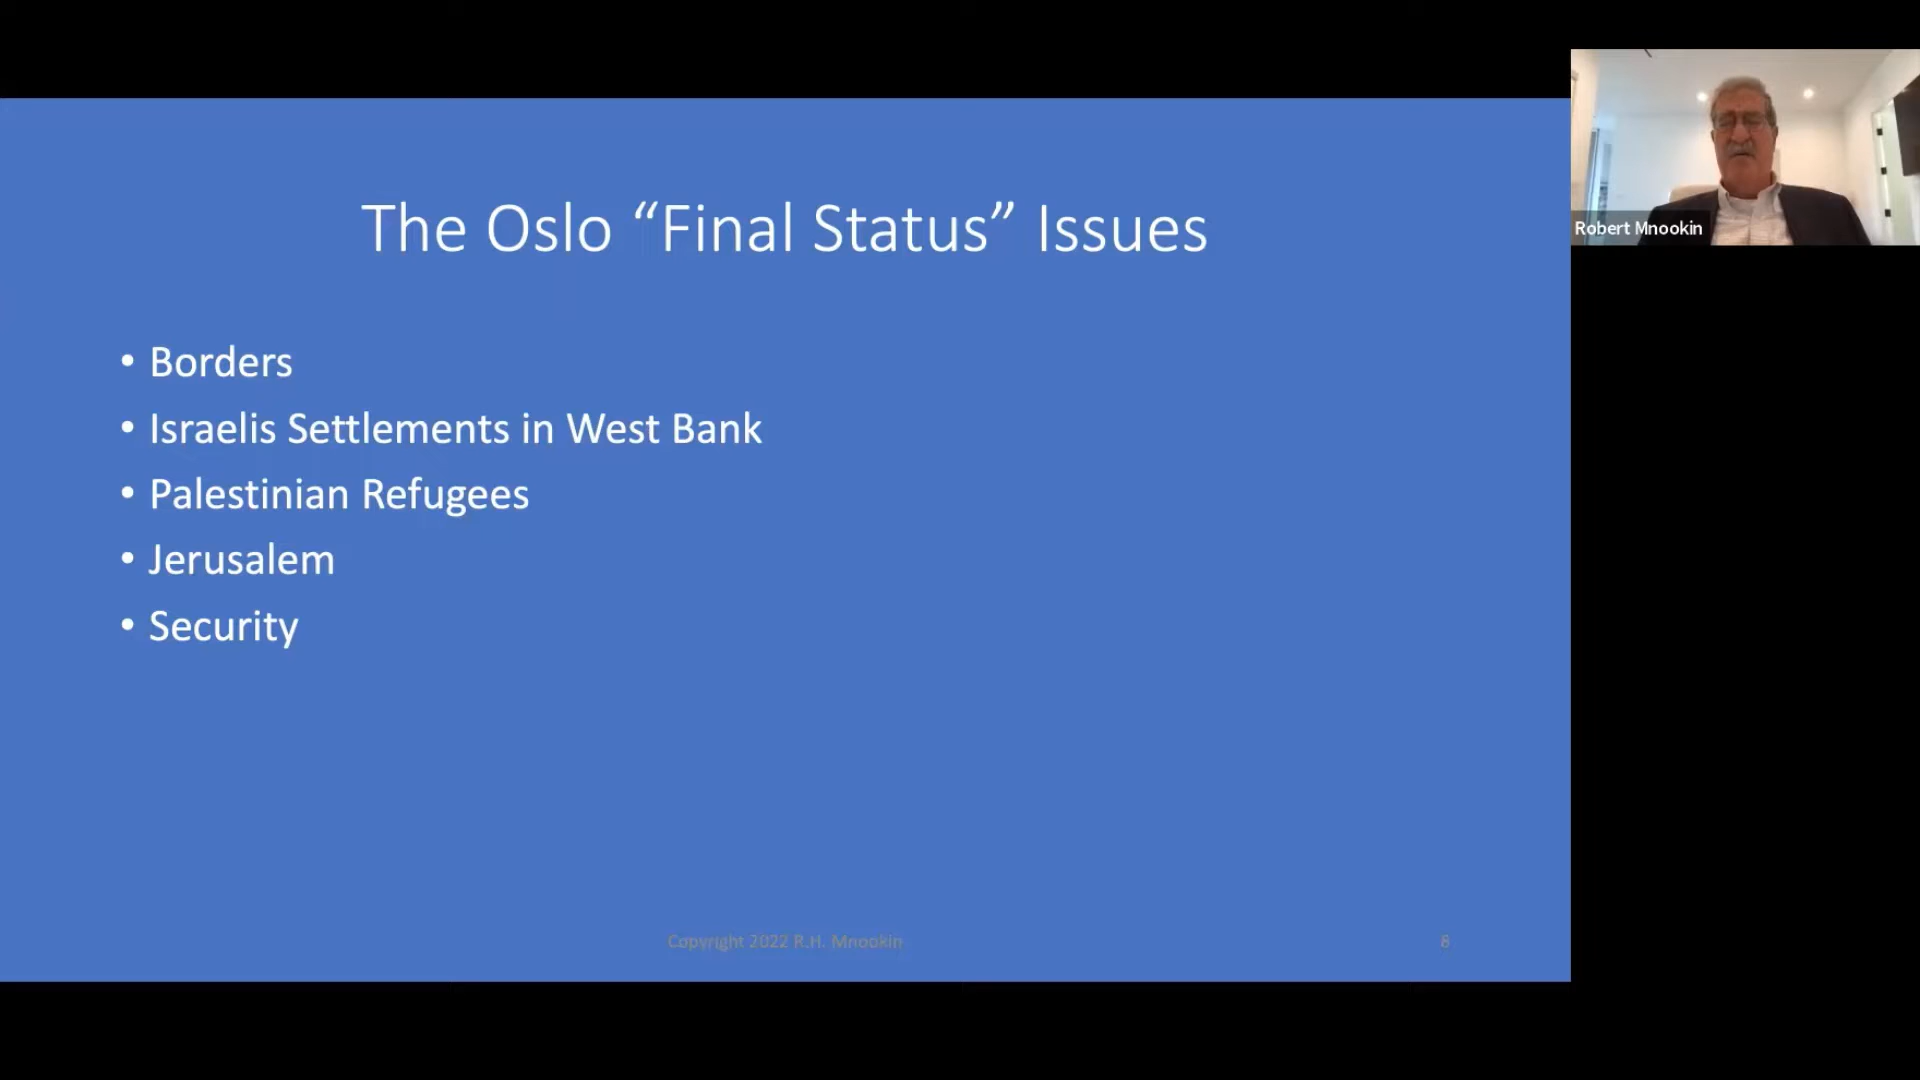 The Oslo “Final Status” Issues
• Borders
• Israelis Settlements in West Bank
• Palestinian Refugees
• Jerusalem
• Security
Copyright 2022 R.H. Mnookin
8
Robert Mnookin